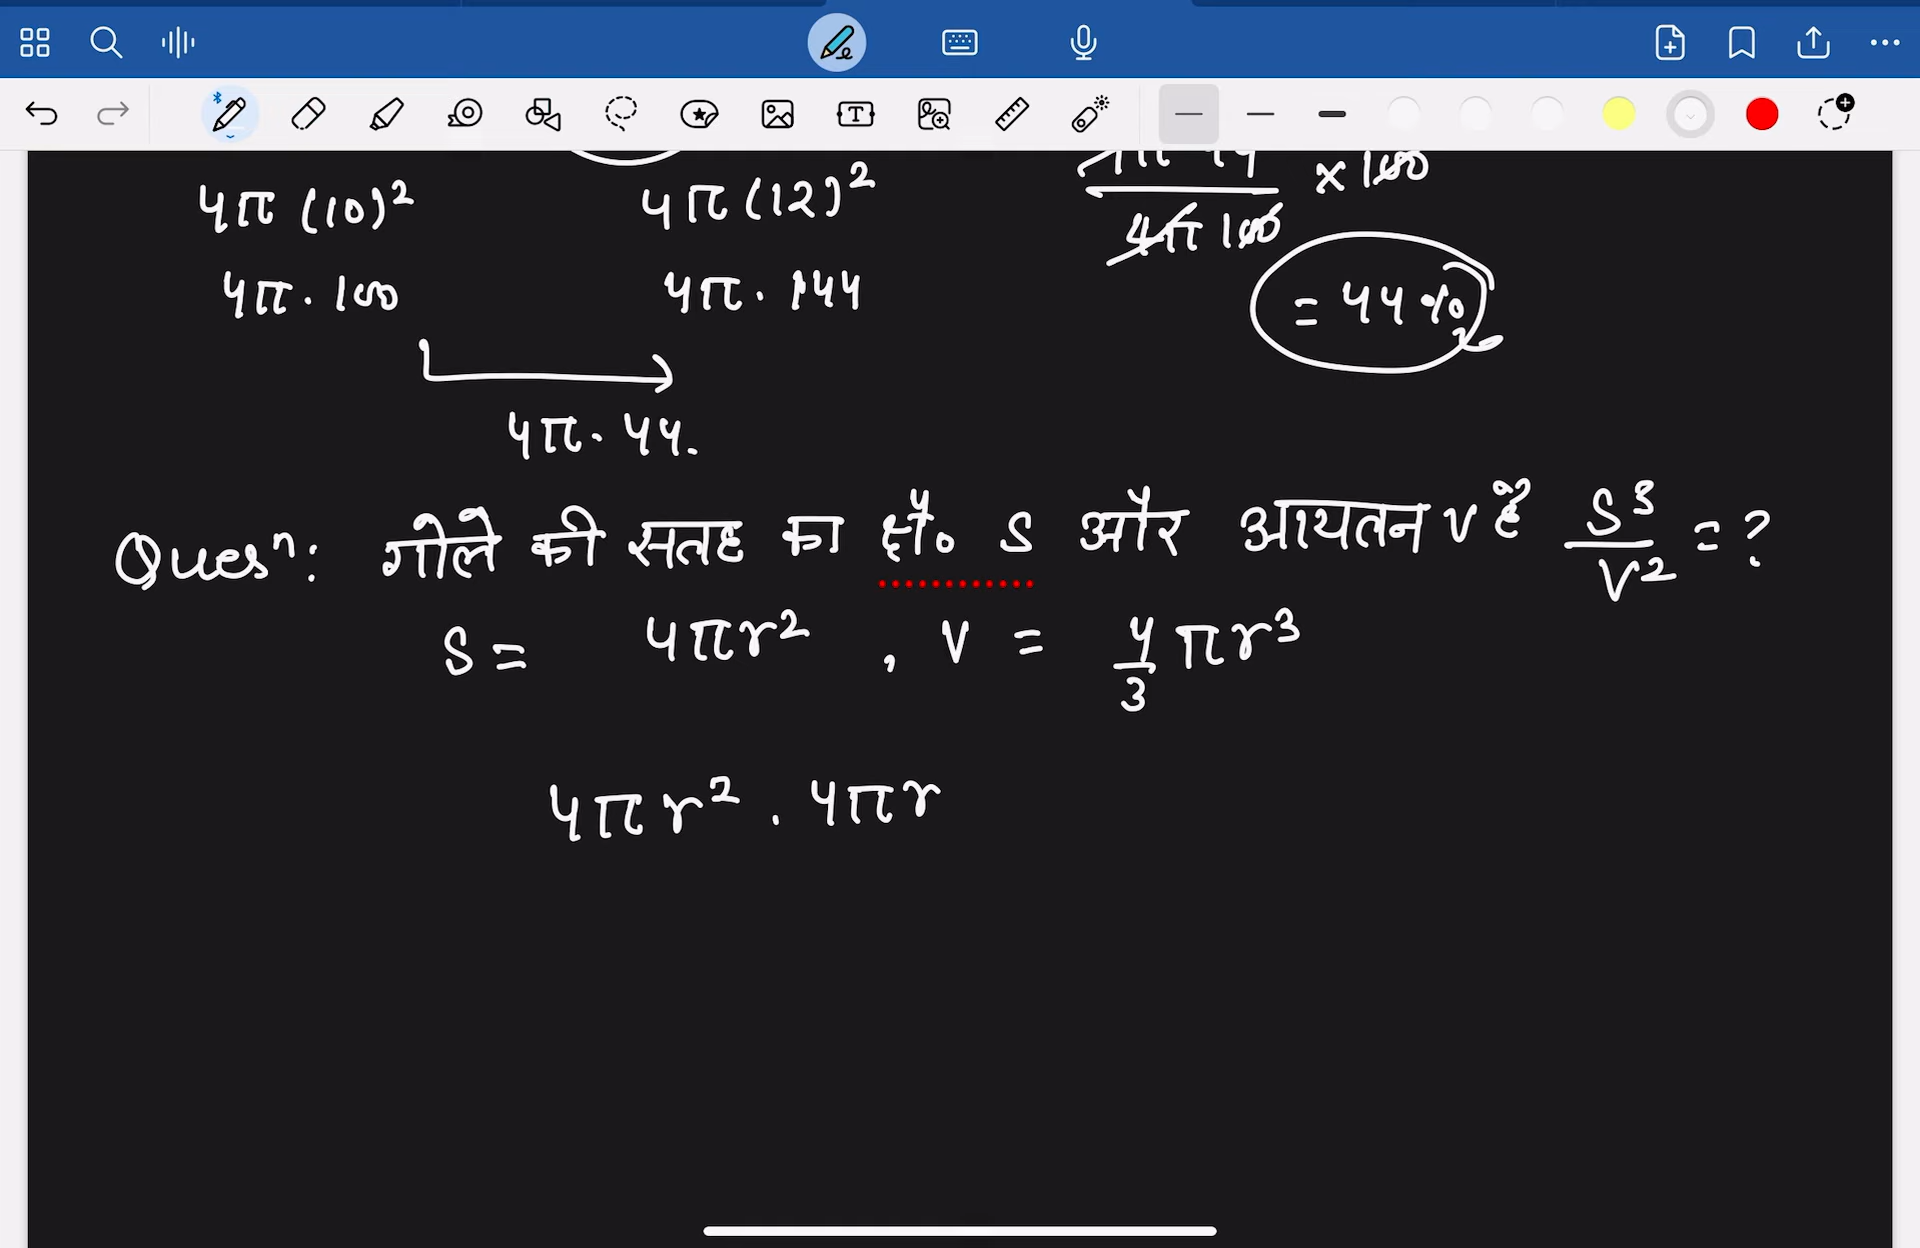 4π(10)² 4π(12)² 4π 100 × 100
4π · 100 4π · 144 = 44%
4π · 44.
Quesⁿ: गोले की सतह का क्षै० S और आयतन V है S³/V² = ?
S = 4πr² , V = 4/3 πr³
4πr² · 4πr